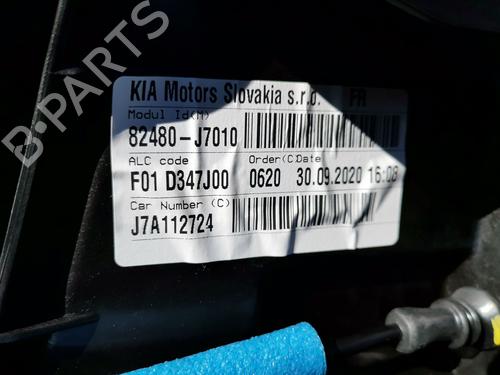 B-PARTS
KIA Motors Slovakia s.r.o. FR
Modul Id(M)
82480-J7010
ALC code Order(C)Date
F01 D347J00 0620 30.09.2020 16:08
Car Number (C)
J7A112724